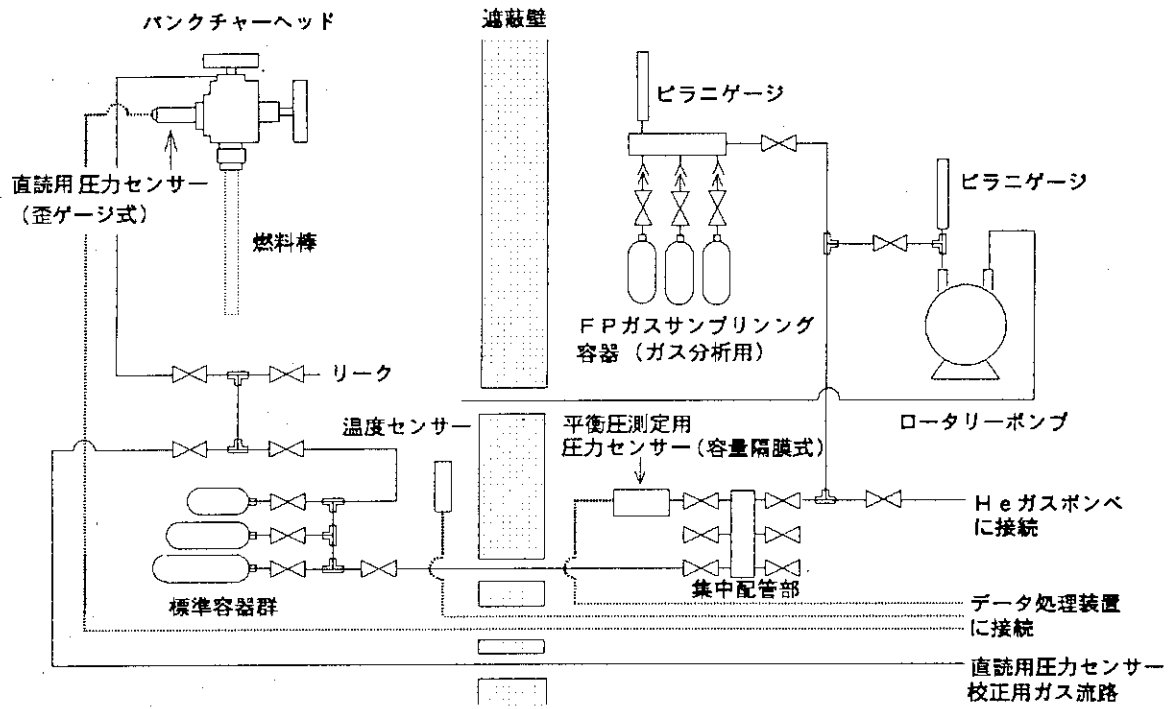 パンクチャーヘッド
遮蔽壁
ピラニゲージ
ピラニゲージ
直読用圧力センサー
(歪ゲージ式)
燃料棒
FPガスサンプリンング
容器(ガス分析用)
リーク
ロータリーポンプ
温度センサー
平衡圧測定用
圧力センサー(容量隔膜式)
Heガスボンベ
に接続
標準容器群
集中配管部
データ処理装置
に接続
直読用圧力センサー
校正用ガス流路